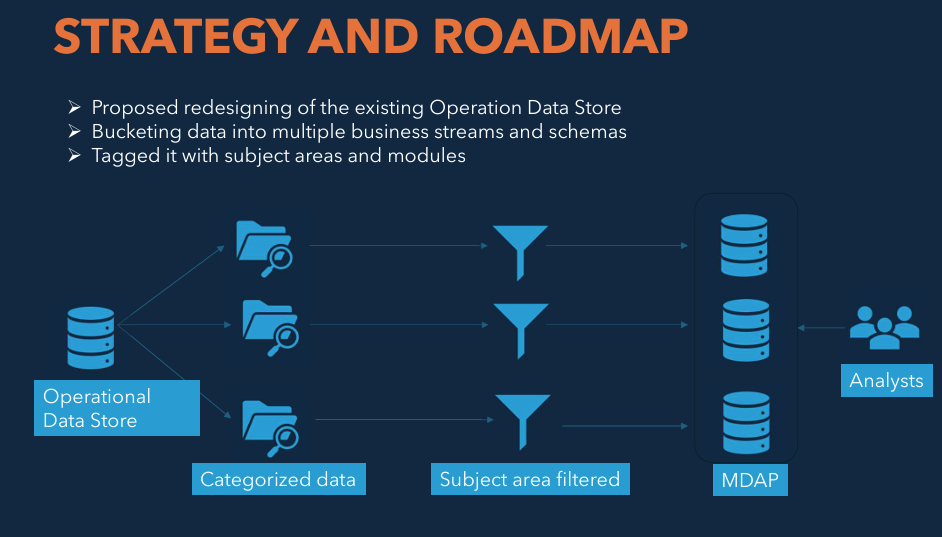 STRATEGY AND ROADMAP
➢ Proposed redesigning of the existing Operation Data Store
➢ Bucketing data into multiple business streams and schemas
➢ Tagged it with subject areas and modules
Operational
Data Store
Analysts
Categorized data
Subject area filtered
MDAP